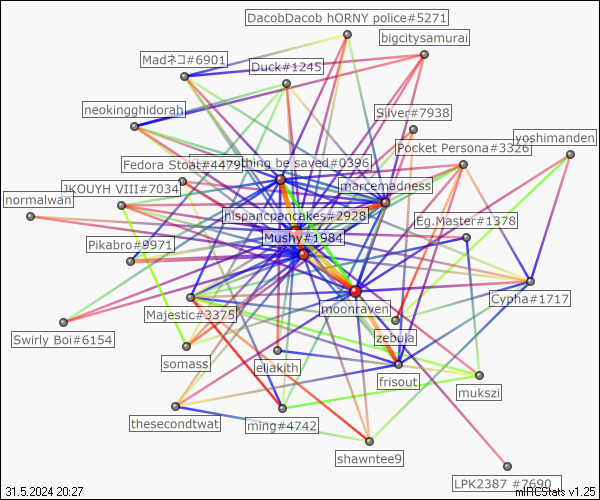 DacobDacob hORNY police#5271
bigcitysamurai
Madネコ#6901
Duck#1245
neokingghidorah
Silver#7938
yoshimanden
Pocket Persona#3326
Fedora Stoat#4479
thing be saved#0396
marcemadness
JKOUYH VIII#7034
normalwan
hispancpencakes#2928
Eg.Master#1378
Mushy#1984
Pikabro#9971
Cypha#1717
moonraven
Majestic#3375
Swirly Boi#6154
zebula
somass
eliakith
frisout
mukszi
thesecondtwat
ming#4742
shawntee9
LPK2387 #7690
31.5.2024 20:27
mIRCStats v1.25